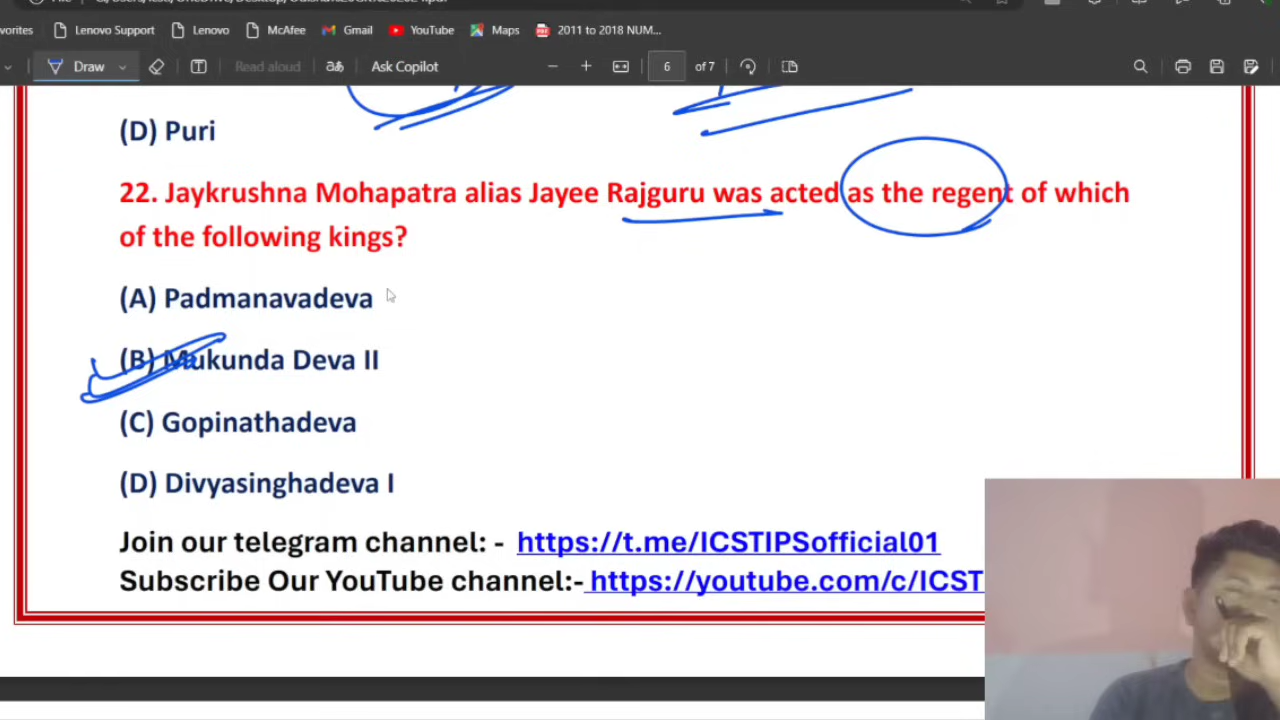 vorites Lenovo Support Lenovo McAfee Gmail YouTube Maps 2011 to 2018 NUM...
Draw Read aloud aあ Ask Copilot 6 of 7
(D) Puri
22. Jaykrushna Mohapatra alias Jayee Rajguru was acted as the regent of which
of the following kings?
(A) Padmanavadeva
(B) Mukunda Deva II
(C) Gopinathadeva
(D) Divyasinghadeva I
Join our telegram channel: - https://t.me/ICSTIPSofficial01
Subscribe Our YouTube channel:- https://youtube.com/c/ICST